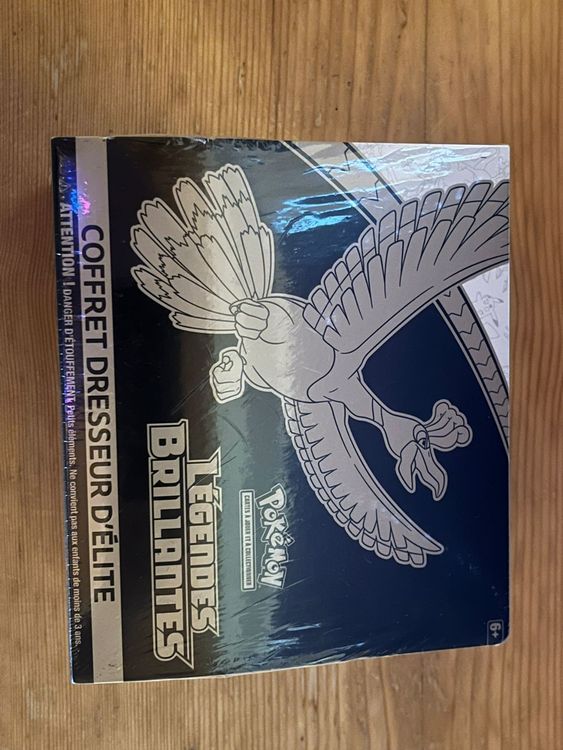 6+
Pokémon
CARTES À JOUER ET À COLLECTIONNER
LÉGENDES
BRILLANTES
COFFRET DRESSEUR D'ÉLITE
ATTENTION ! DANGER D'ÉTOUFFEMENT. Petits éléments. Ne convient pas aux enfants de moins de 3 ans.